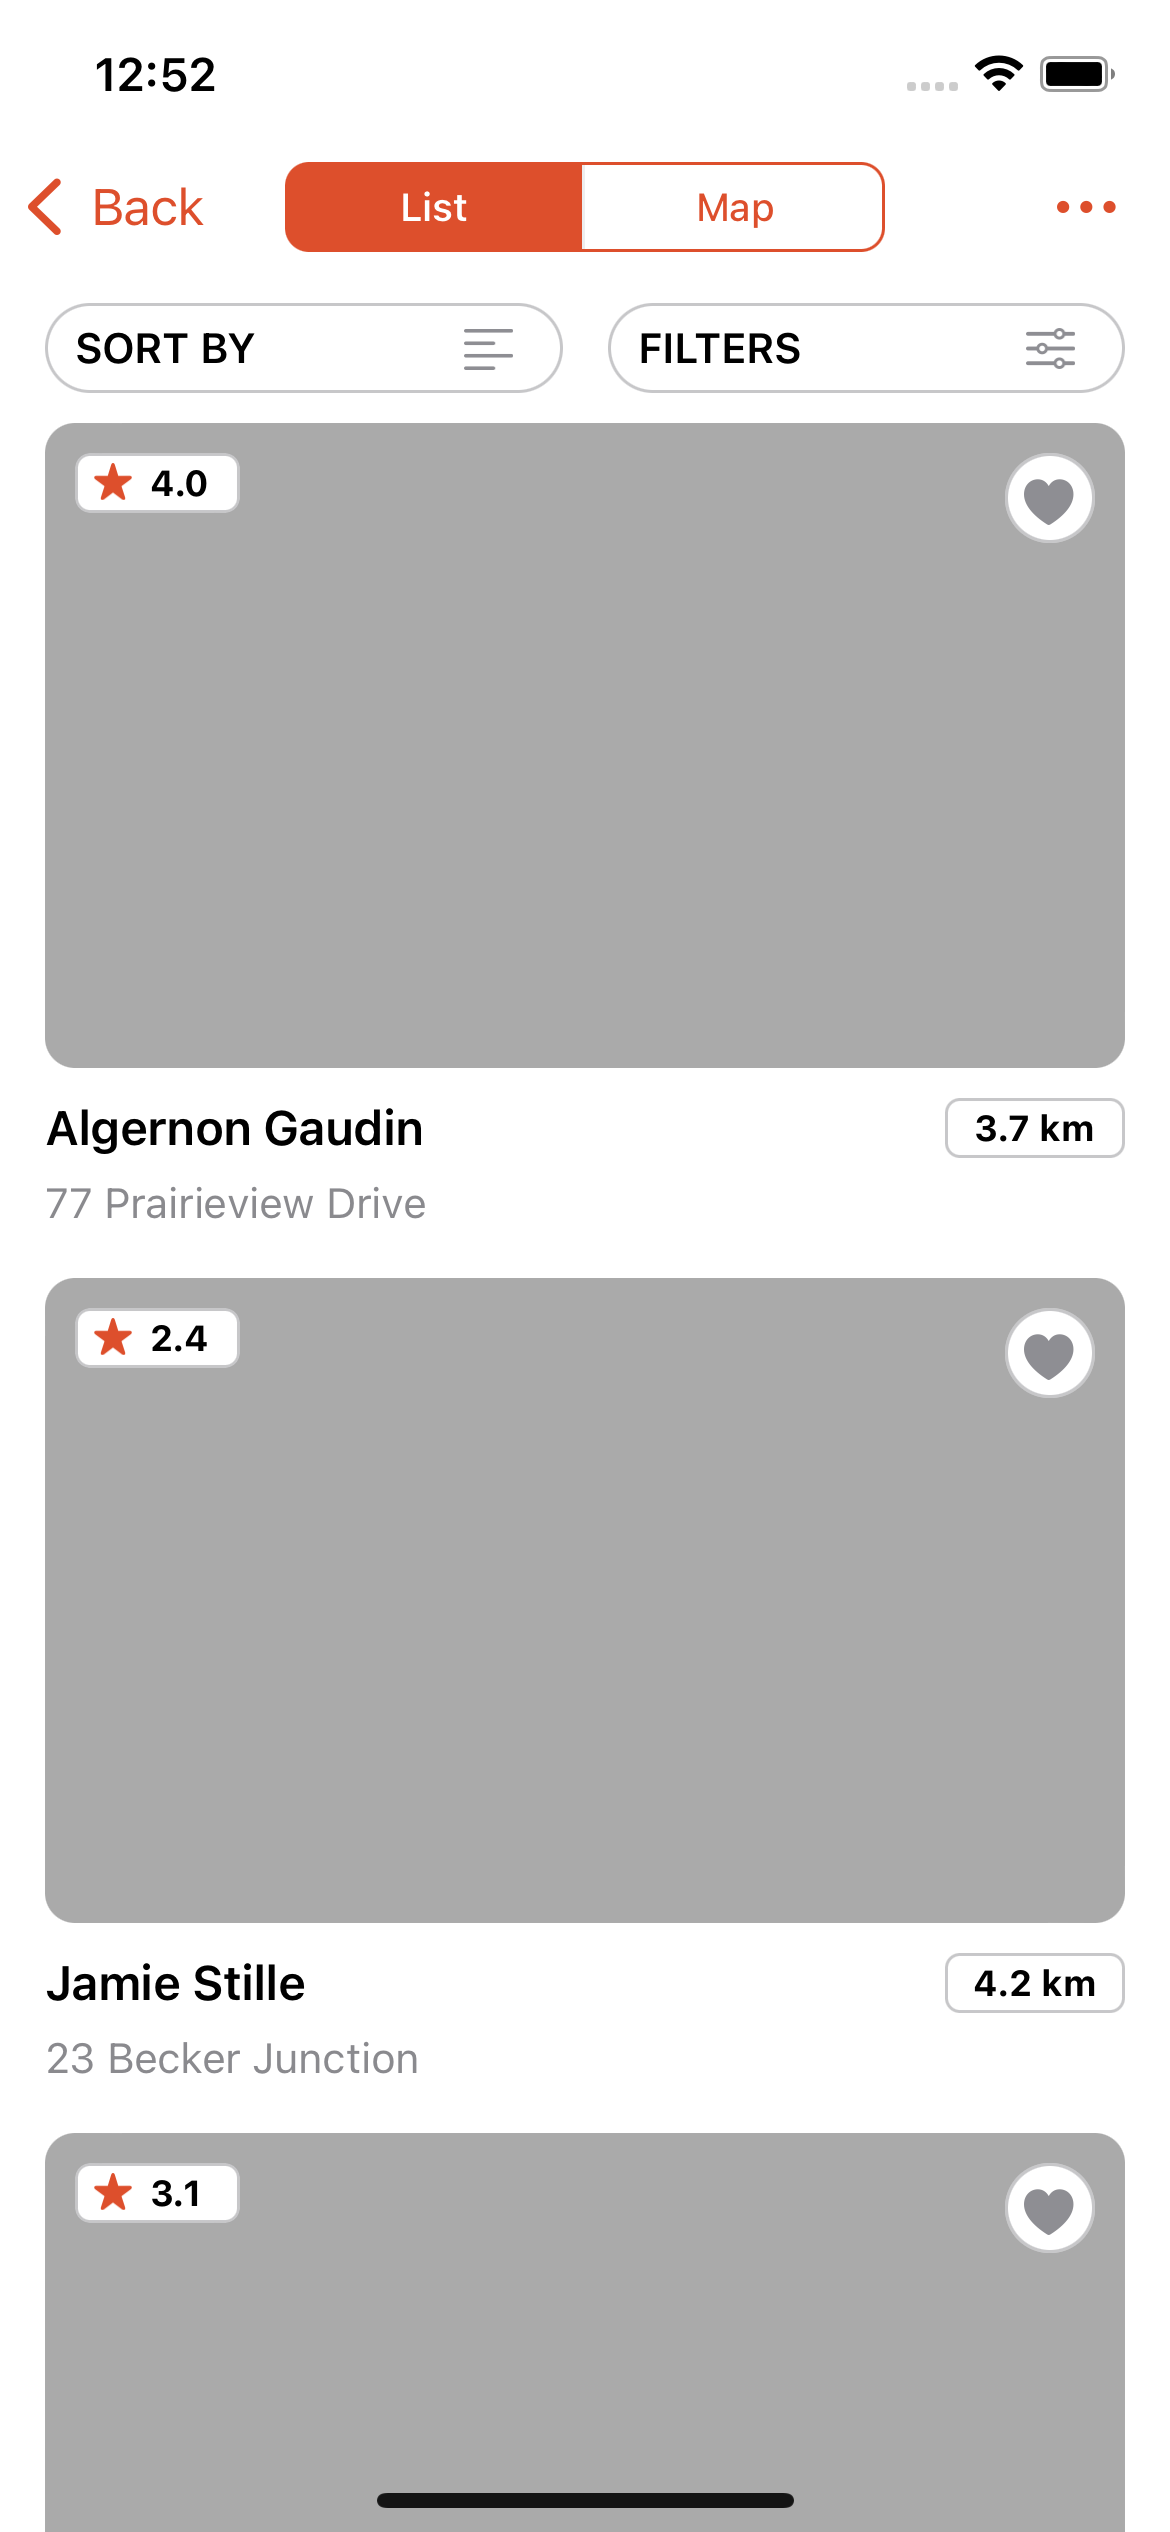 12:52
Back
List
Map
SORT BY
FILTERS
4.0
Algernon Gaudin
3.7 km
77 Prairieview Drive
2.4
Jamie Stille
4.2 km
23 Becker Junction
3.1